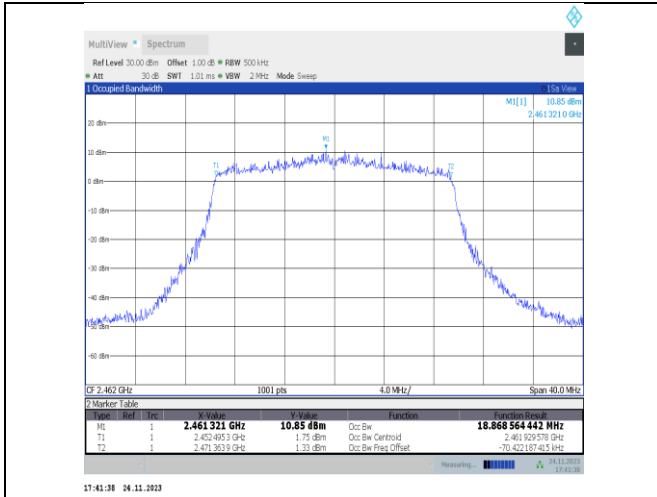 MultiView Spectrum
Ref Level 30.00 dBm Offset 1.00 dB RBW 500 kHz
Att 30 dB SWT 1.01 ms VBW 2 MHz Mode Sweep
1 Occupied Bandwidth 1Sa View
M1[1] 10.85 dBm
2.461 321 0 GHz
20 dBm
M1
10 dBm
T1 T2
0 dBm
-10 dBm
-20 dBm
-30 dBm
-40 dBm
-50 dBm
-60 dBm
CF 2.462 GHz 1001 pts 4.0 MHz/ Span 40.0 MHz
2 Marker Table
Type Ref Trc X-Value Y-Value Function Function Result
M1 1 2.461 321 GHz 10.85 dBm Occ Bw 18.868 564 442 MHz
T1 1 2.452 495 3 GHz 1.75 dBm Occ Bw Centroid 2.461 929 578 GHz
T2 1 2.471 363 9 GHz 1.33 dBm Occ Bw Freq Offset -70.422 187 415 kHz
Measuring... 24.11.2023
17:41:38
17:41:38 24.11.2023